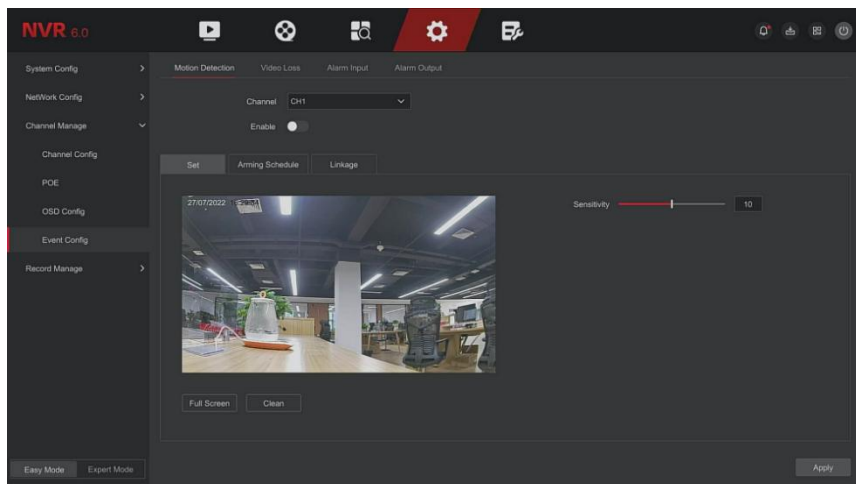 NVR 6.0
System Config
NetWork Config
Channel Manage
Channel Config
POE
OSD Config
Event Config
Record Manage
Easy Mode Expert Mode
Motion Detection Video Loss Alarm Input Alarm Output
Channel CH1
Enable
Set Arming Schedule Linkage
27/07/2022
Sensitivity 10
Full Screen Clean
Apply